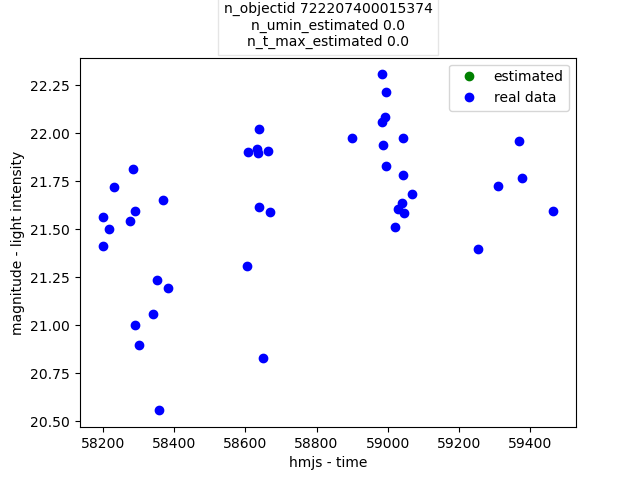 n_objectid 722207400015374
n_umin_estimated 0.0
n_t_max_estimated 0.0
estimated
real data
magnitude - light intensity
22.25
22.00
21.75
21.50
21.25
21.00
20.75
20.50
58200 58400 58600 58800 59000 59200 59400
hmjs - time